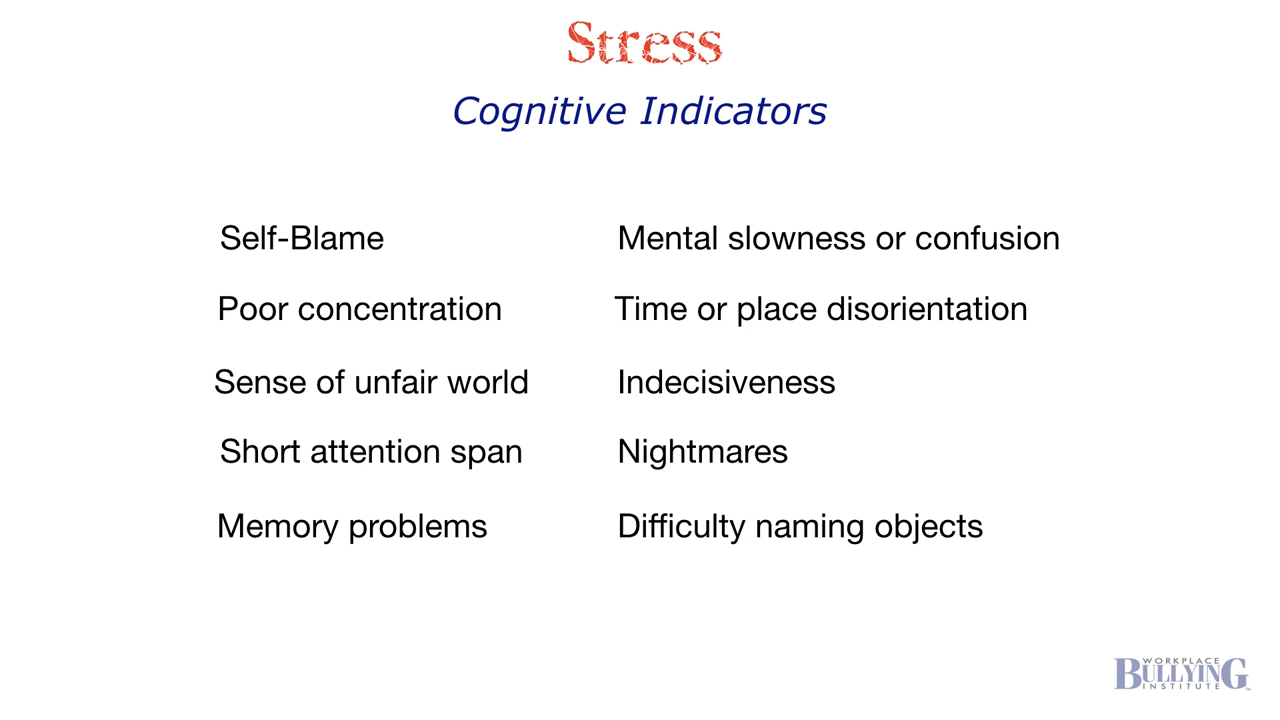 Stress
Cognitive Indicators
Self-Blame
Poor concentration
Sense of unfair world
Short attention span
Memory problems
Mental slowness or confusion
Time or place disorientation
Indecisiveness
Nightmares
Difficulty naming objects
WORKPLACE
BULLYING
INSTITUTE